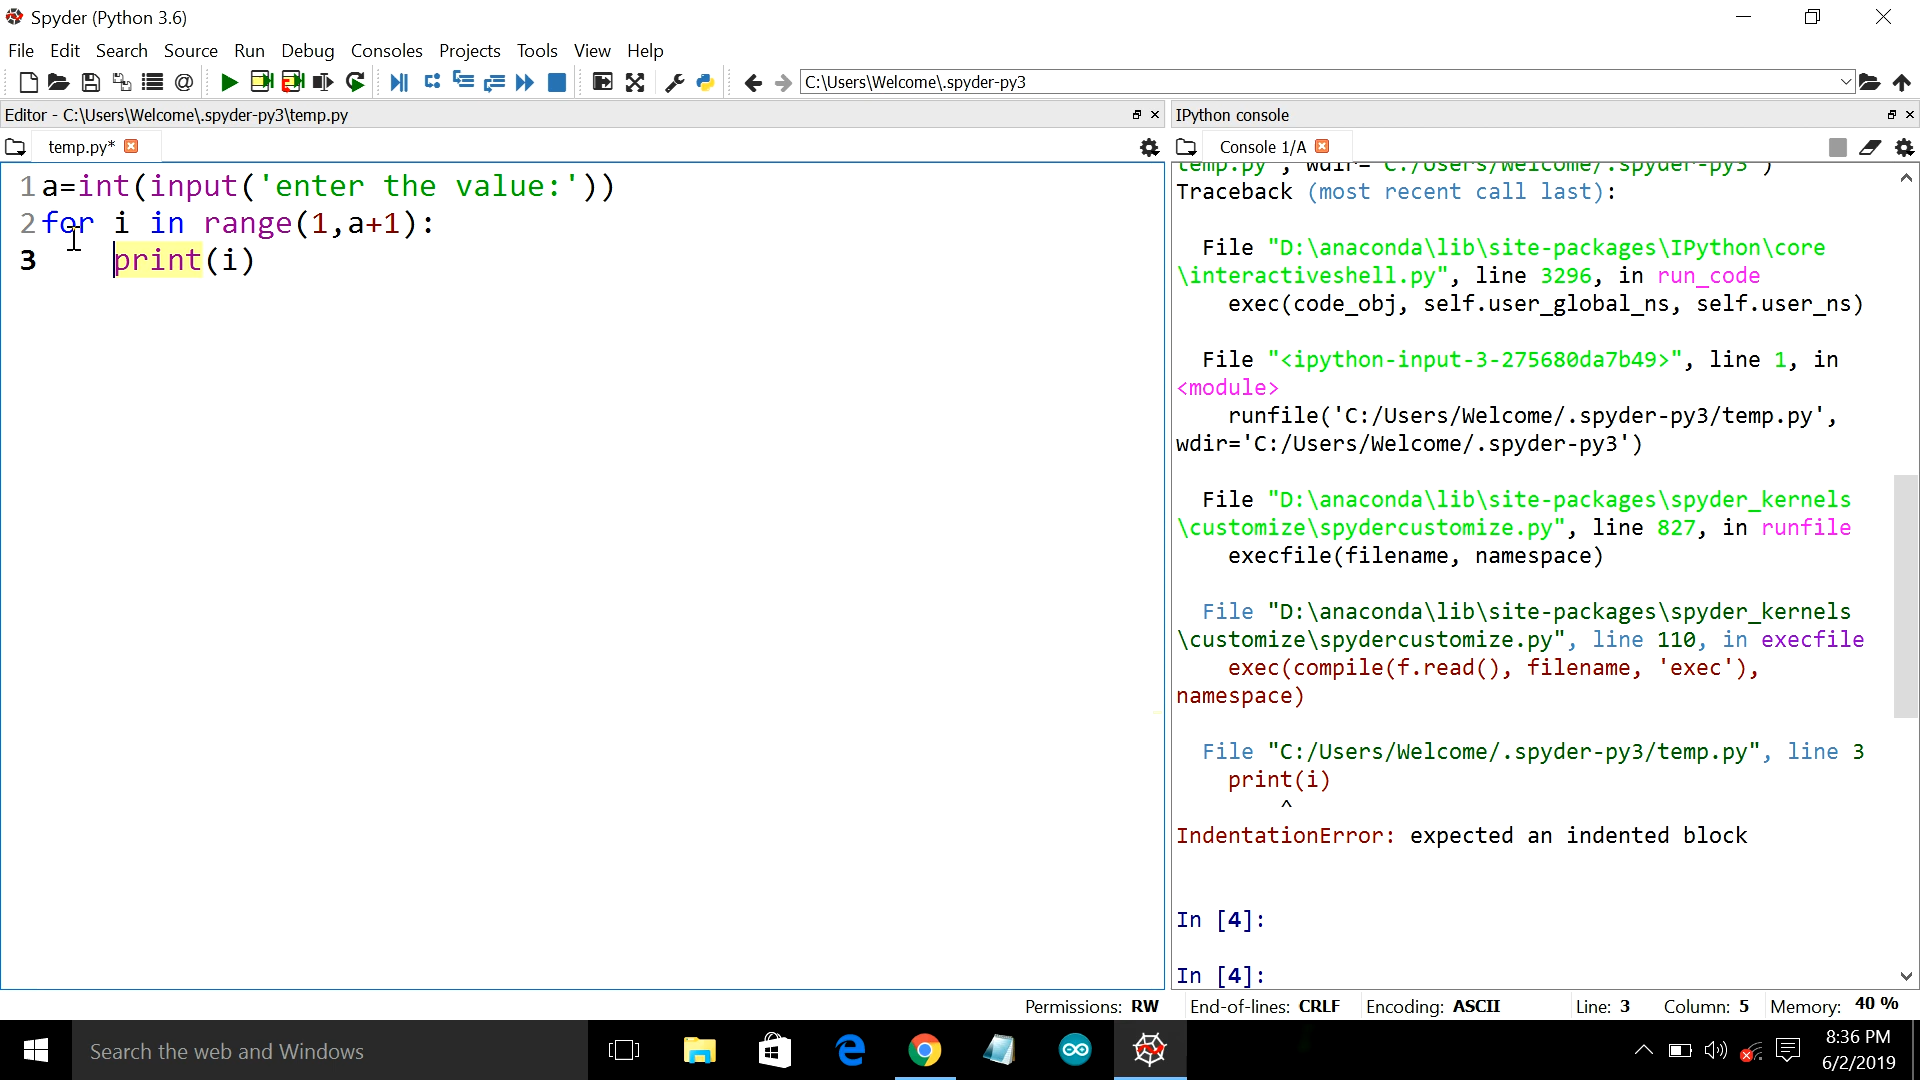 Spyder (Python 3.6)
File Edit Search Source Run Debug Consoles Projects Tools View Help
C:\Users\Welcome\.spyder-py3
Editor - C:\Users\Welcome\.spyder-py3\temp.py
temp.py*
1 a=int(input('enter the value:'))
2 for i in range(1,a+1):
3     print(i)
IPython console
Console 1/A
temp.py', wdir='C:/Users/Welcome/.spyder-py3')
Traceback (most recent call last):
File "D:\anaconda\lib\site-packages\IPython\core
\interactiveshell.py", line 3296, in run_code
exec(code_obj, self.user_global_ns, self.user_ns)
File "<ipython-input-3-275680da7b49>", line 1, in
<module>
runfile('C:/Users/Welcome/.spyder-py3/temp.py',
wdir='C:/Users/Welcome/.spyder-py3')
File "D:\anaconda\lib\site-packages\spyder_kernels
\customize\spydercustomize.py", line 827, in runfile
execfile(filename, namespace)
File "D:\anaconda\lib\site-packages\spyder_kernels
\customize\spydercustomize.py", line 110, in execfile
exec(compile(f.read(), filename, 'exec'),
namespace)
File "C:/Users/Welcome/.spyder-py3/temp.py", line 3
print(i)
^
IndentationError: expected an indented block
In [4]:
In [4]:
Permissions: RW End-of-lines: CRLF Encoding: ASCII Line: 3 Column: 5 Memory: 40 %
Search the web and Windows
8:36 PM
6/2/2019